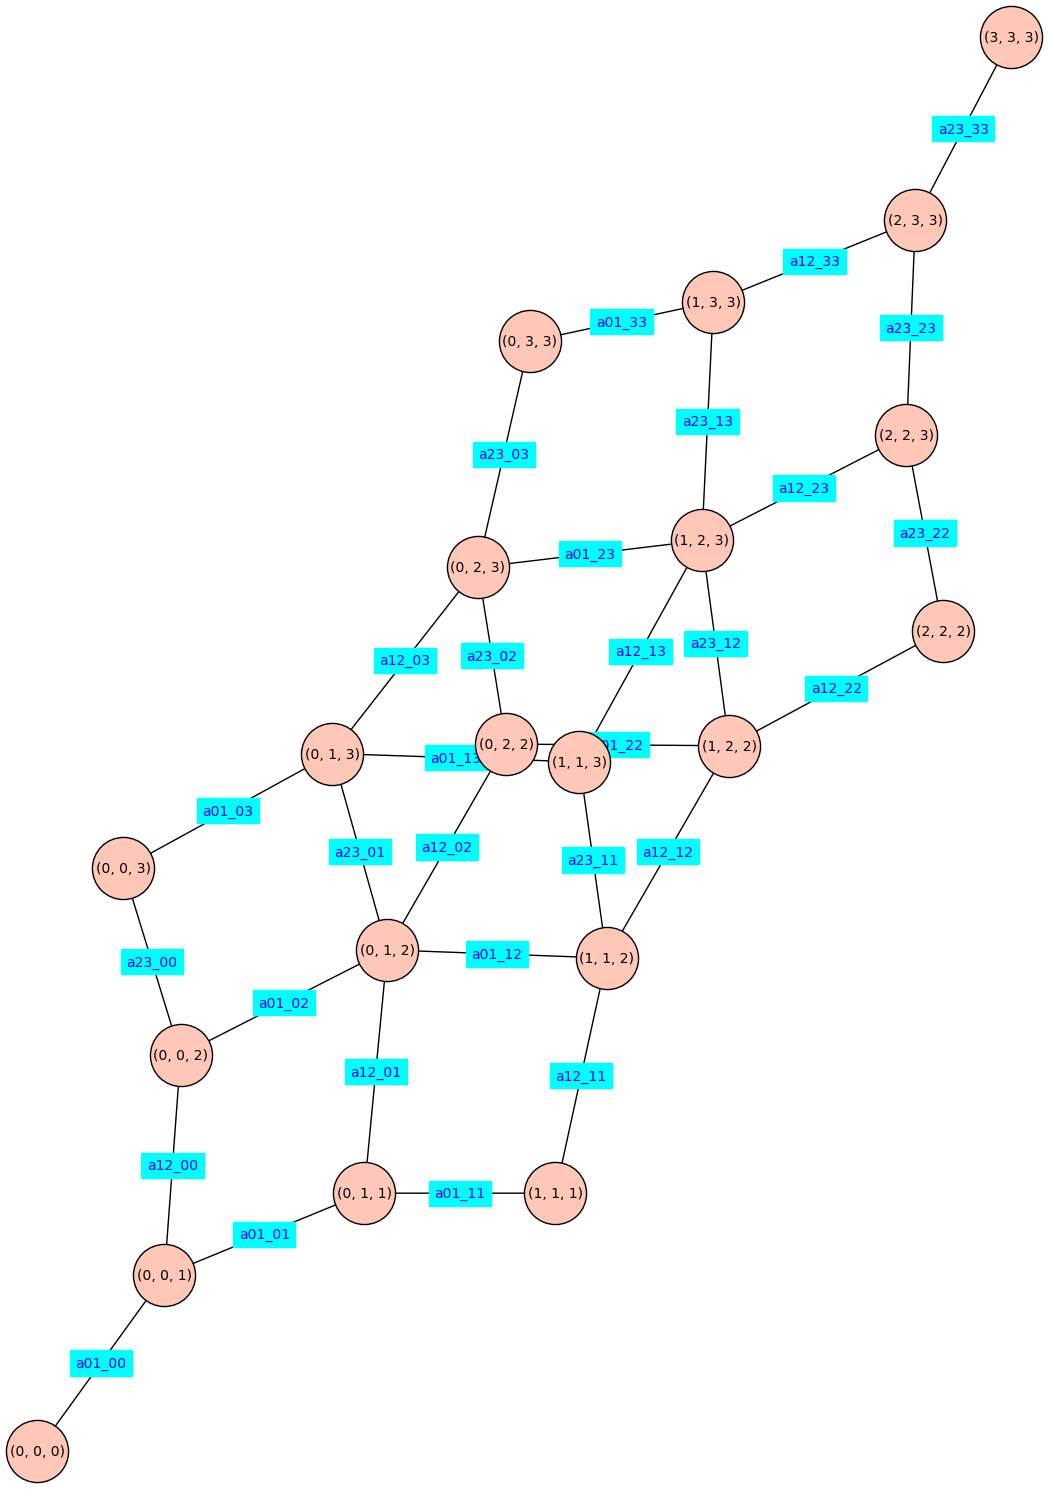 (3, 3, 3)
a23_33
(2, 3, 3)
a12_33
(1, 3, 3)
a01_33
a23_23
(0, 3, 3)
a23_13
(2, 2, 3)
a23_03
a12_23
a23_22
(1, 2, 3)
a01_23
(0, 2, 3)
(2, 2, 2)
a23_12
a12_13
a23_02
a12_03
a12_22
(0, 2, 2)
01_22
(1, 2, 2)
(0, 1, 3)
a01_13
(1, 1, 3)
a01_03
a12_02
a23_01
a12_12
a23_11
(0, 0, 3)
(0, 1, 2)
a01_12
(1, 1, 2)
a23_00
a01_02
(0, 0, 2)
a12_01
a12_11
a12_00
(0, 1, 1)
a01_11
(1, 1, 1)
a01_01
(0, 0, 1)
a01_00
(0, 0, 0)